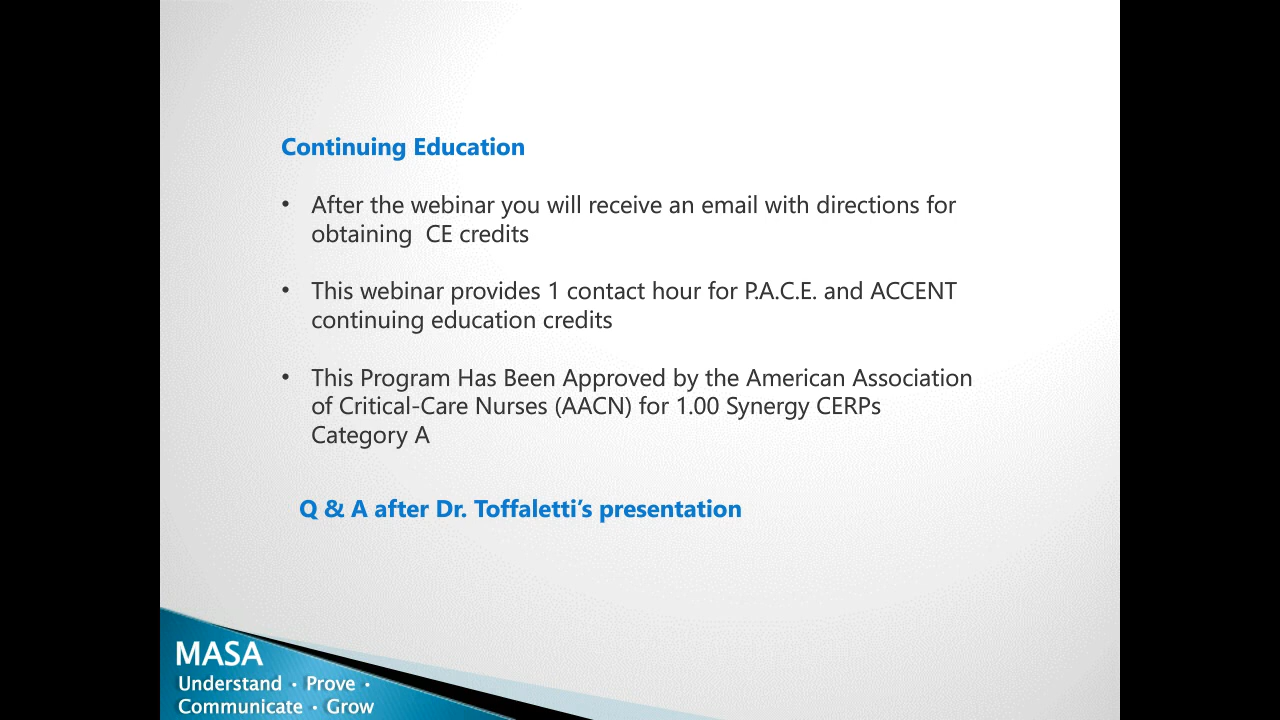 Continuing Education
• After the webinar you will receive an email with directions for
obtaining  CE credits
• This webinar provides 1 contact hour for P.A.C.E. and ACCENT
continuing education credits
• This Program Has Been Approved by the American Association
of Critical-Care Nurses (AACN) for 1.00 Synergy CERPs
Category A
Q & A after Dr. Toffaletti’s presentation
MASA
Understand • Prove •
Communicate • Grow